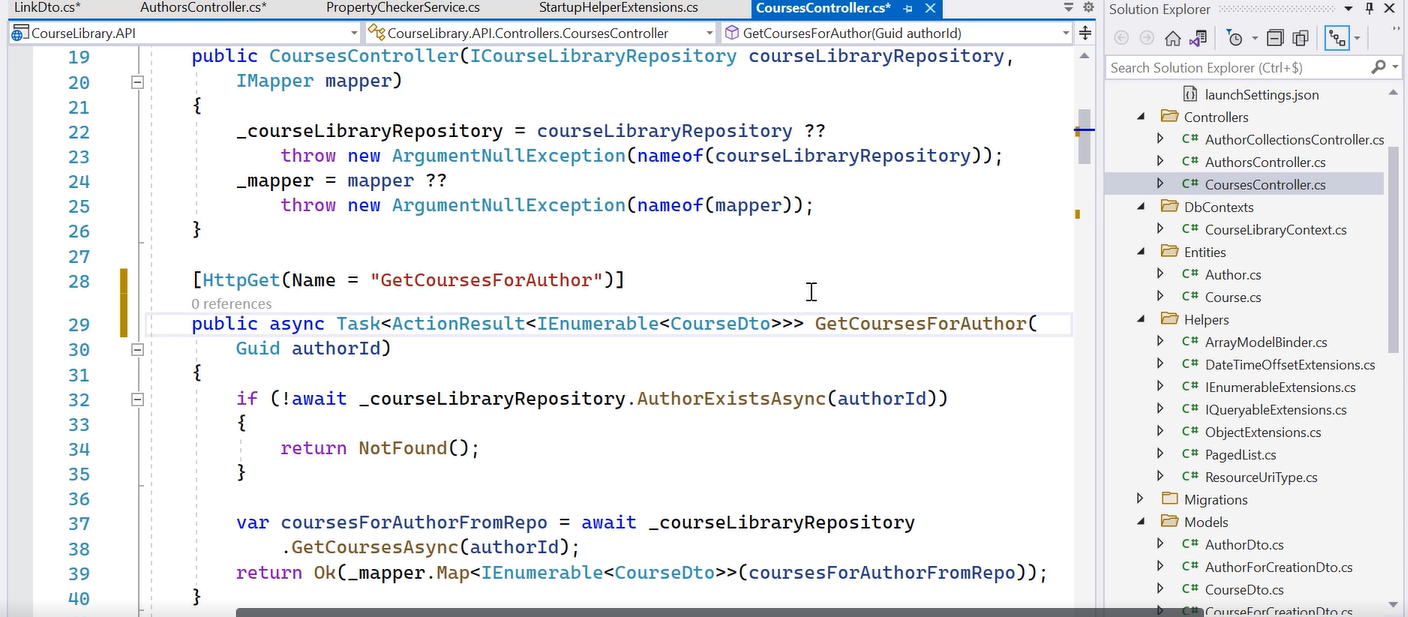 LinkDto.cs* AuthorsController.cs* PropertyCheckerService.cs StartupHelperExtensions.cs CoursesController.cs*
CourseLibrary.API CourseLibrary.API.Controllers.CoursesController GetCoursesForAuthor(Guid authorId)
19 public CoursesController(ICourseLibraryRepository courseLibraryRepository,
20 IMapper mapper)
21 {
22 _courseLibraryRepository = courseLibraryRepository ??
23 throw new ArgumentNullException(nameof(courseLibraryRepository));
24 _mapper = mapper ??
25 throw new ArgumentNullException(nameof(mapper));
26 }
27
28 [HttpGet(Name = "GetCoursesForAuthor")]
0 references
29 public async Task<ActionResult<IEnumerable<CourseDto>>> GetCoursesForAuthor(
30 Guid authorId)
31 {
32 if (!await _courseLibraryRepository.AuthorExistsAsync(authorId))
33 {
34 return NotFound();
35 }
36
37 var coursesForAuthorFromRepo = await _courseLibraryRepository
38 .GetCoursesAsync(authorId);
39 return Ok(_mapper.Map<IEnumerable<CourseDto>>(coursesForAuthorFromRepo));
40 }
Solution Explorer
Search Solution Explorer (Ctrl+$)
launchSettings.json
Controllers
C# AuthorCollectionsController.cs
C# AuthorsController.cs
C# CoursesController.cs
DbContexts
C# CourseLibraryContext.cs
Entities
C# Author.cs
C# Course.cs
Helpers
C# ArrayModelBinder.cs
C# DateTimeOffsetExtensions.cs
C# IEnumerableExtensions.cs
C# IQueryableExtensions.cs
C# ObjectExtensions.cs
C# PagedList.cs
C# ResourceUriType.cs
Migrations
Models
C# AuthorDto.cs
C# AuthorForCreationDto.cs
C# CourseDto.cs
C# CourseForCreationDto.cs